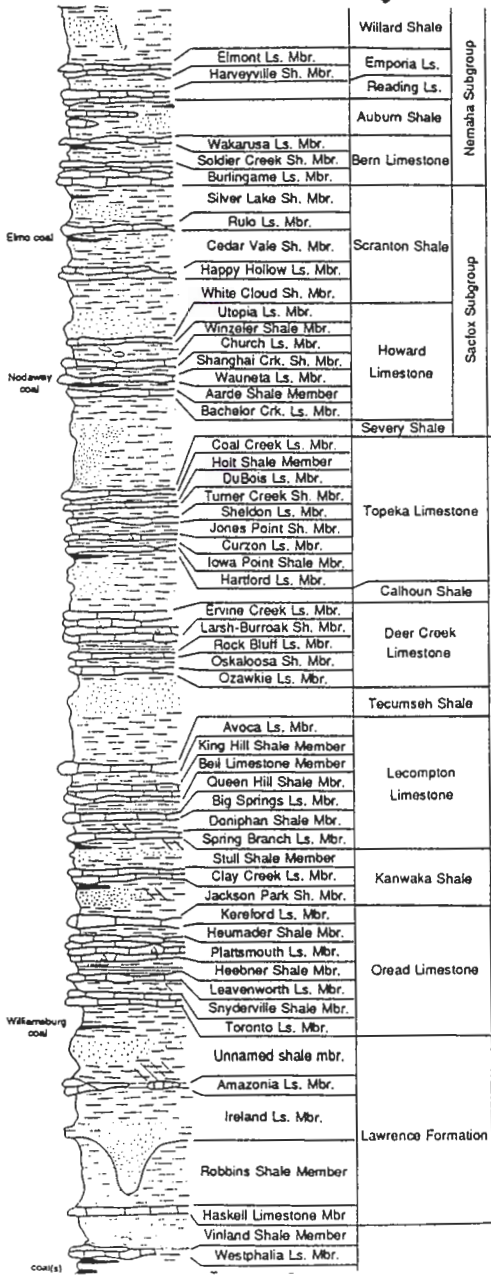 Willard Shale
Elmont Ls. Mbr.
Harveyville Sh. Mbr.
Emporia Ls.
Reading Ls.
Auburn Shale
Wakarusa Ls. Mbr.
Soldier Creek Sh. Mbr.
Burlingame Ls. Mbr.
Bern Limestone
Nemaha Subgroup
Silver Lake Sh. Mbr.
Rulo Ls. Mbr.
Elmo coal
Cedar Vale Sh. Mbr.
Happy Hollow Ls. Mbr.
White Cloud Sh. Mbr.
Scranton Shale
Utopia Ls. Mbr.
Winzeler Shale Mbr.
Church Ls. Mbr.
Shanghai Crk. Sh. Mbr.
Wauneta Ls. Mbr.
Aarde Shale Member
Bachelor Crk. Ls. Mbr.
Nodaway
coal
Howard
Limestone
Severy Shale
Sacfox Subgroup
Coal Creek Ls. Mbr.
Holt Shale Member
DuBois Ls. Mbr.
Turner Creek Sh. Mbr.
Sheldon Ls. Mbr.
Jones Point Sh. Mbr.
Curzon Ls. Mbr.
Iowa Point Shale Mbr.
Hartford Ls. Mbr.
Topeka Limestone
Calhoun Shale
Ervine Creek Ls. Mbr.
Larsh-Burroak Sh. Mbr.
Rock Bluff Ls. Mbr.
Oskaloosa Sh. Mbr.
Ozawkie Ls. Mbr.
Deer Creek
Limestone
Tecumseh Shale
Avoca Ls. Mbr.
King Hill Shale Member
Beil Limestone Member
Queen Hill Shale Mbr.
Big Springs Ls. Mbr.
Doniphan Shale Mbr.
Spring Branch Ls. Mbr.
Lecompton
Limestone
Stull Shale Member
Clay Creek Ls. Mbr.
Jackson Park Sh. Mbr.
Kanwaka Shale
Kereford Ls. Mbr.
Heumader Shale Mbr.
Plattsmouth Ls. Mbr.
Heebner Shale Mbr.
Leavenworth Ls. Mbr.
Snyderville Shale Mbr.
Toronto Ls. Mbr.
Oread Limestone
Williamsburg
coal
Unnamed shale mbr.
Amazonia Ls. Mbr.
Ireland Ls. Mbr.
Robbins Shale Member
Haskell Limestone Mbr
Lawrence Formation
Vinland Shale Member
Westphalia Ls. Mbr.
coal(s)